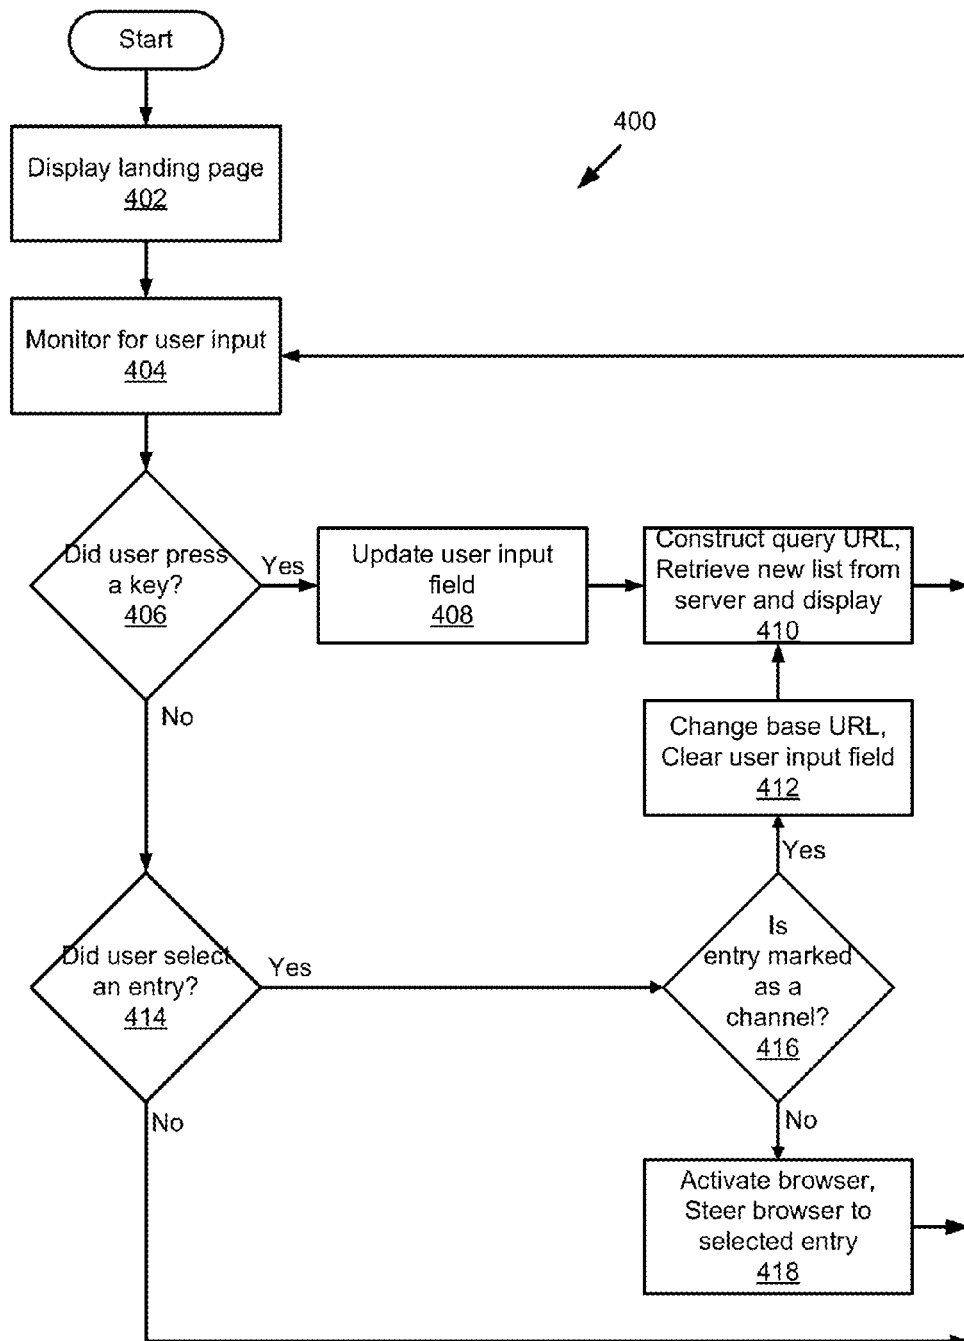 Start
400
Display landing page
402
Monitor for user input
404
Did user press
a key?
406
Yes
Update user input
field
408
Construct query URL,
Retrieve new list from
server and display
410
No
Change base URL,
Clear user input field
412
Yes
Did user select
an entry?
414
Yes
Is
entry marked
as a
channel?
416
No
No
Activate browser,
Steer browser to
selected entry
418